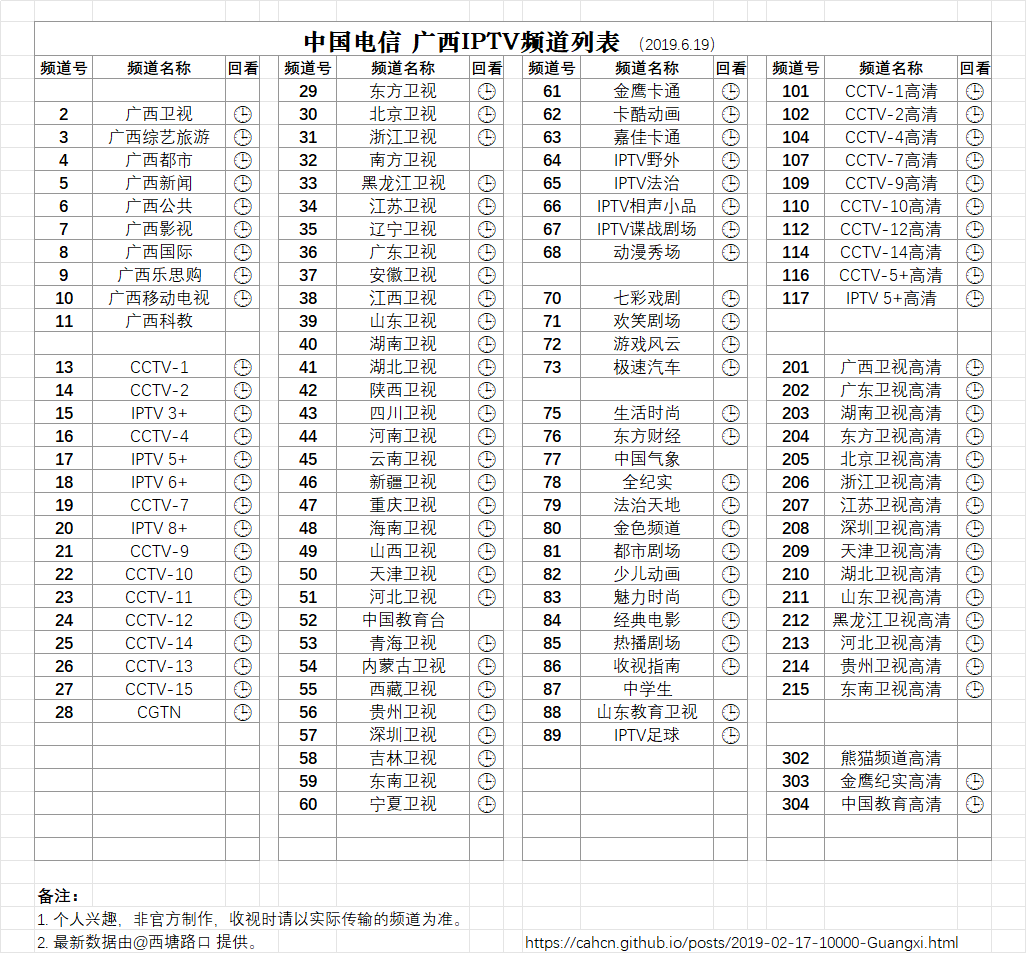 中国电信 广西IPTV频道列表 (2019.6.19)
频道号 频道名称 回看 频道号 频道名称 回看 频道号 频道名称 回看 频道号 频道名称 回看
29 东方卫视 61 金鹰卡通 101 CCTV-1高清
2 广西卫视 30 北京卫视 62 卡酷动画 102 CCTV-2高清
3 广西综艺旅游 31 浙江卫视 63 嘉佳卡通 104 CCTV-4高清
4 广西都市 32 南方卫视 64 IPTV野外 107 CCTV-7高清
5 广西新闻 33 黑龙江卫视 65 IPTV法治 109 CCTV-9高清
6 广西公共 34 江苏卫视 66 IPTV相声小品 110 CCTV-10高清
7 广西影视 35 辽宁卫视 67 IPTV谍战剧场 112 CCTV-12高清
8 广西国际 36 广东卫视 68 动漫秀场 114 CCTV-14高清
9 广西乐思购 37 安徽卫视 116 CCTV-5+高清
10 广西移动电视 38 江西卫视 70 七彩戏剧 117 IPTV 5+高清
11 广西科教 39 山东卫视 71 欢笑剧场
40 湖南卫视 72 游戏风云
13 CCTV-1 41 湖北卫视 73 极速汽车 201 广西卫视高清
14 CCTV-2 42 陕西卫视 202 广东卫视高清
15 IPTV 3+ 43 四川卫视 75 生活时尚 203 湖南卫视高清
16 CCTV-4 44 河南卫视 76 东方财经 204 东方卫视高清
17 IPTV 5+ 45 云南卫视 77 中国气象 205 北京卫视高清
18 IPTV 6+ 46 新疆卫视 78 全纪实 206 浙江卫视高清
19 CCTV-7 47 重庆卫视 79 法治天地 207 江苏卫视高清
20 IPTV 8+ 48 海南卫视 80 金色频道 208 深圳卫视高清
21 CCTV-9 49 山西卫视 81 都市剧场 209 天津卫视高清
22 CCTV-10 50 天津卫视 82 少儿动画 210 湖北卫视高清
23 CCTV-11 51 河北卫视 83 魅力时尚 211 山东卫视高清
24 CCTV-12 52 中国教育台 84 经典电影 212 黑龙江卫视高清
25 CCTV-14 53 青海卫视 85 热播剧场 213 河北卫视高清
26 CCTV-13 54 内蒙古卫视 86 收视指南 214 贵州卫视高清
27 CCTV-15 55 西藏卫视 87 中学生 215 东南卫视高清
28 CGTN 56 贵州卫视 88 山东教育卫视
57 深圳卫视 89 IPTV足球
58 吉林卫视 302 熊猫频道高清
59 东南卫视 303 金鹰纪实高清
60 宁夏卫视 304 中国教育高清
备注：
1. 个人兴趣，非官方制作，收视时请以实际传输的频道为准。
2. 最新数据由@西塘路口 提供。 https://cahcn.github.io/posts/2019-02-17-10000-Guangxi.html